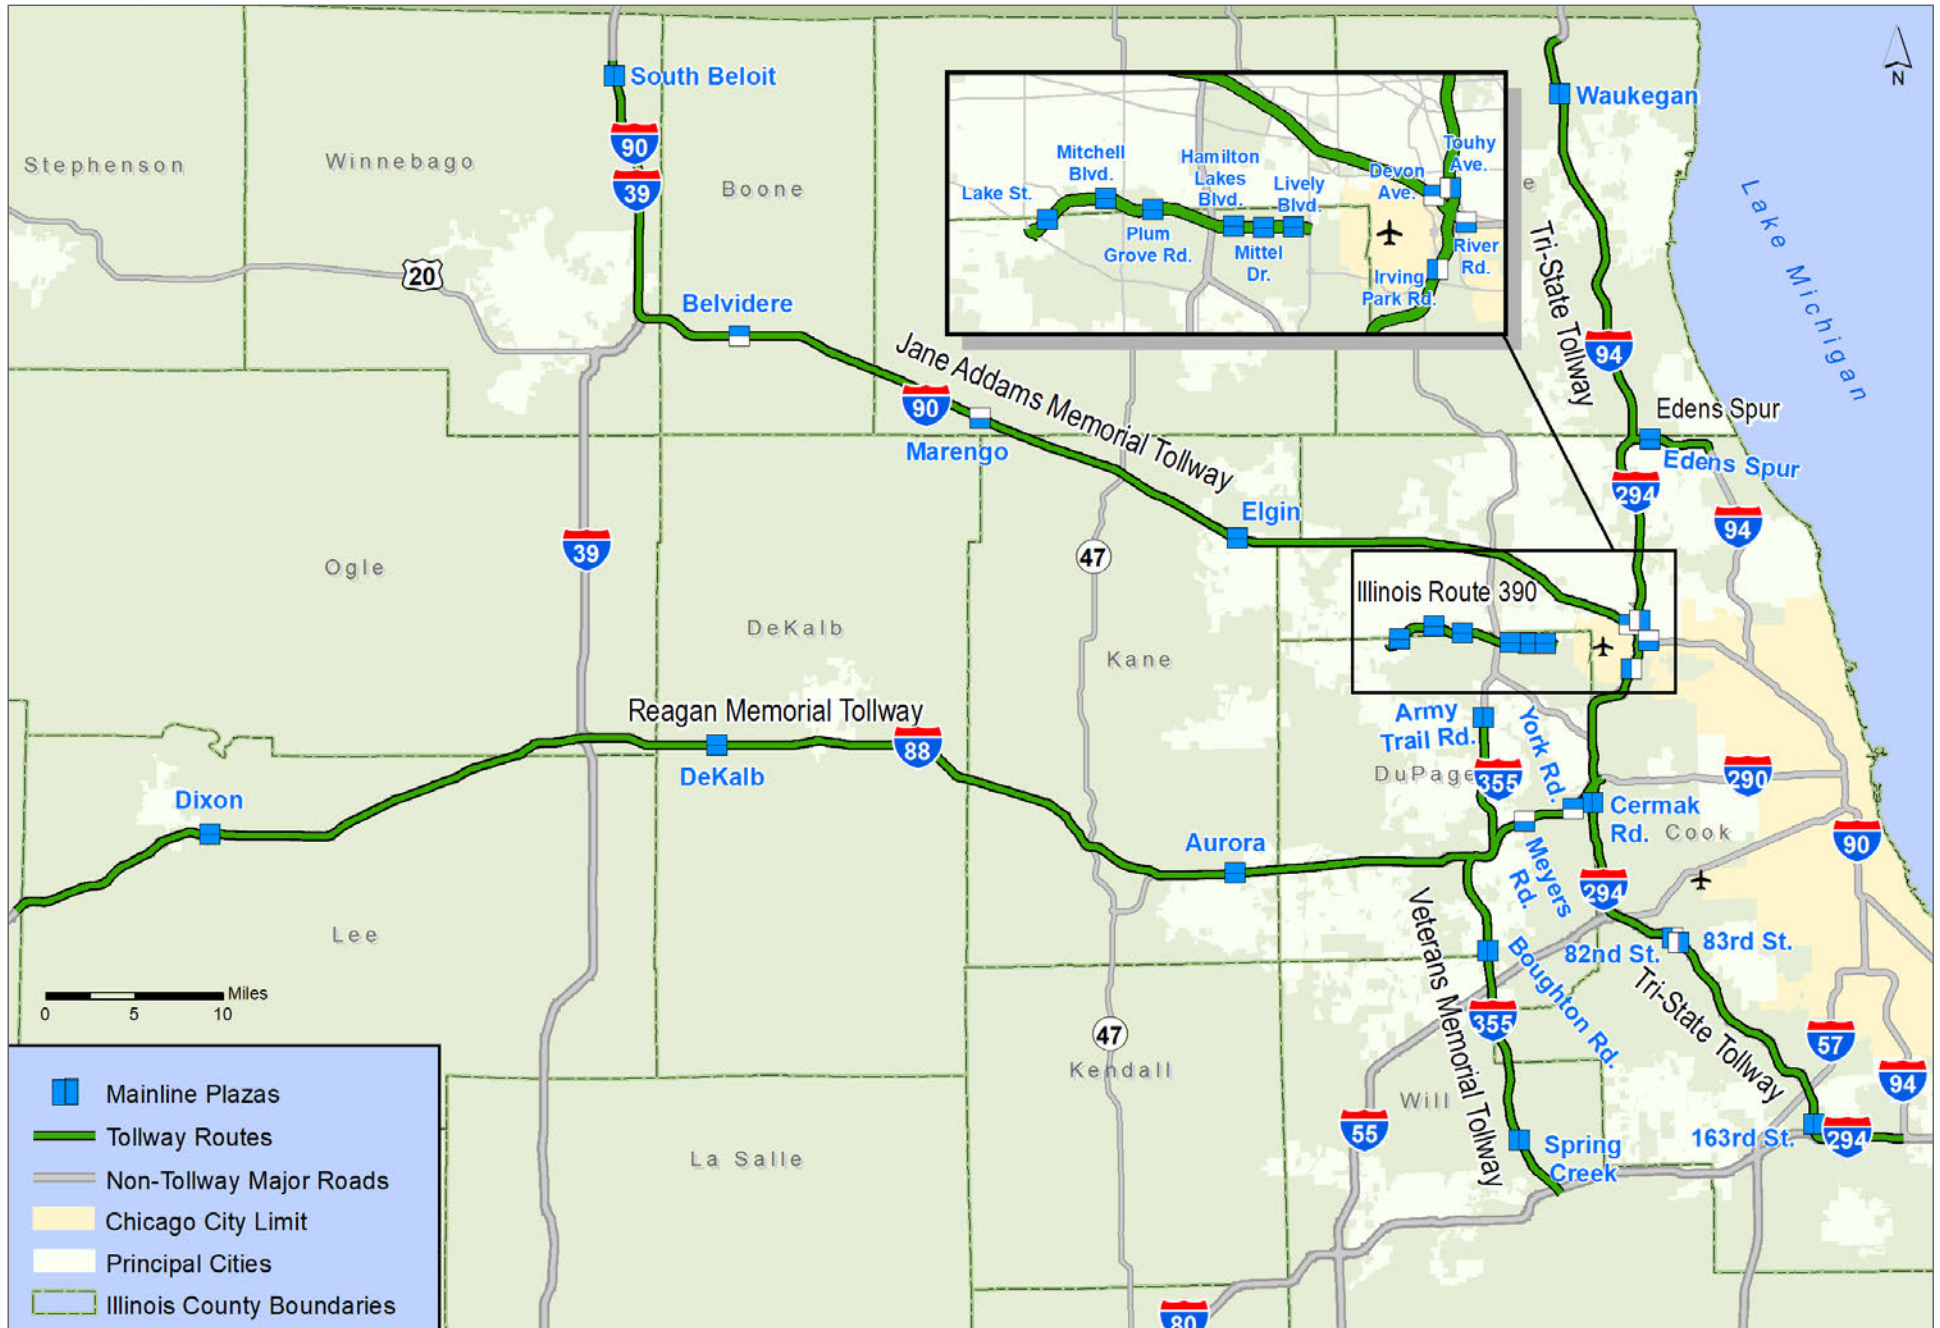 N
South Beloit
90
39
Stephenson
Winnebago
Boone
20
Belvidere
Mitchell
Blvd.
Lake St.
Plum
Grove Rd.
Hamilton
Lakes
Blvd.
Lively
Blvd.
Mittel
Dr.
Devon
Ave.
Touhy
Ave.
River
Rd.
Irving
Park Rd.
e
Waukegan
Tri-State Tollway
94
Lake Michigan
Jane Addams Memorial Tollway
90
Marengo
Edens Spur
Edens Spur
294
94
Elgin
39
47
Ogle
DeKalb
Kane
Illinois Route 390
Reagan Memorial Tollway
88
DeKalb
Dixon
Army
Trail Rd.
York Rd.
DuPage
355
290
Cermak
Rd.
Cook
90
Aurora
Meyers
Rd.
294
Lee
Veterans Memorial Tollway
82nd St.
83rd St.
Boughton Rd.
Tri-State Tollway
355
47
Kendall
57
94
Will
55
163rd St.
294
Spring
Creek
La Salle
80
Miles
0 5 10
Mainline Plazas
Tollway Routes
Non-Tollway Major Roads
Chicago City Limit
Principal Cities
Illinois County Boundaries